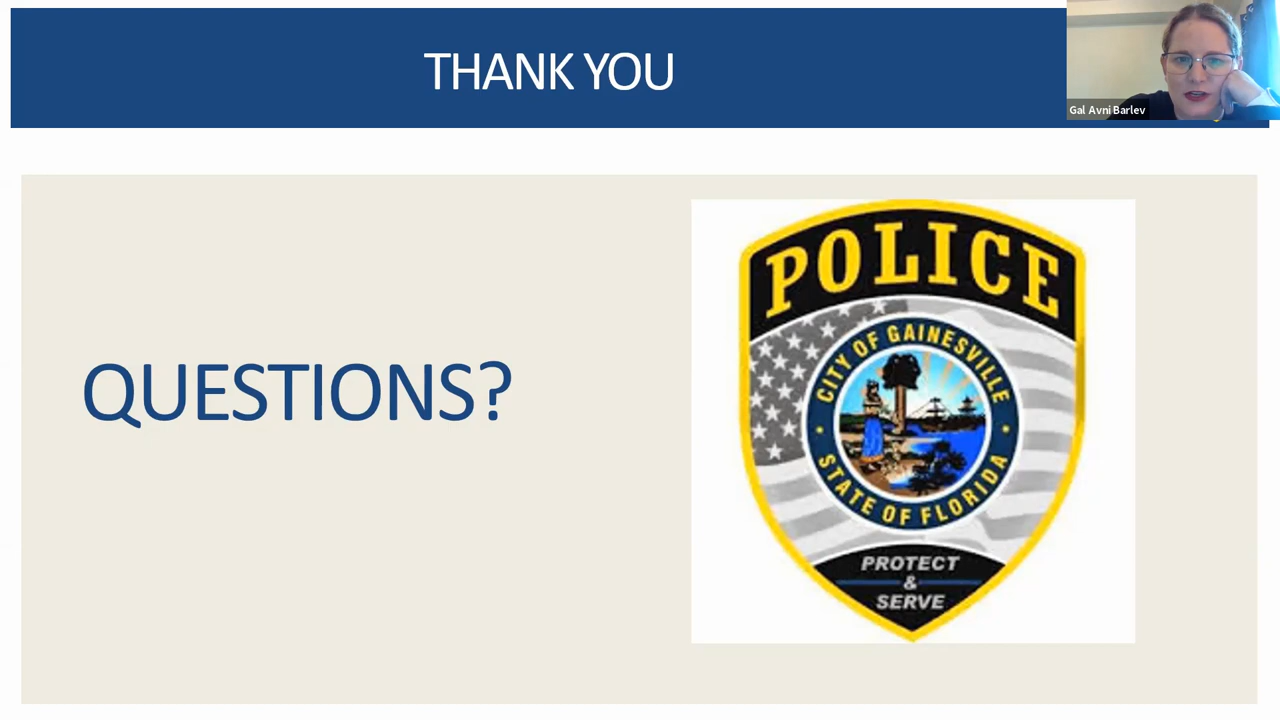 THANK YOU
Gal Avni Barlev
QUESTIONS?
POLICE
CITY OF GAINESVILLE
STATE OF FLORIDA
PROTECT
&
SERVE